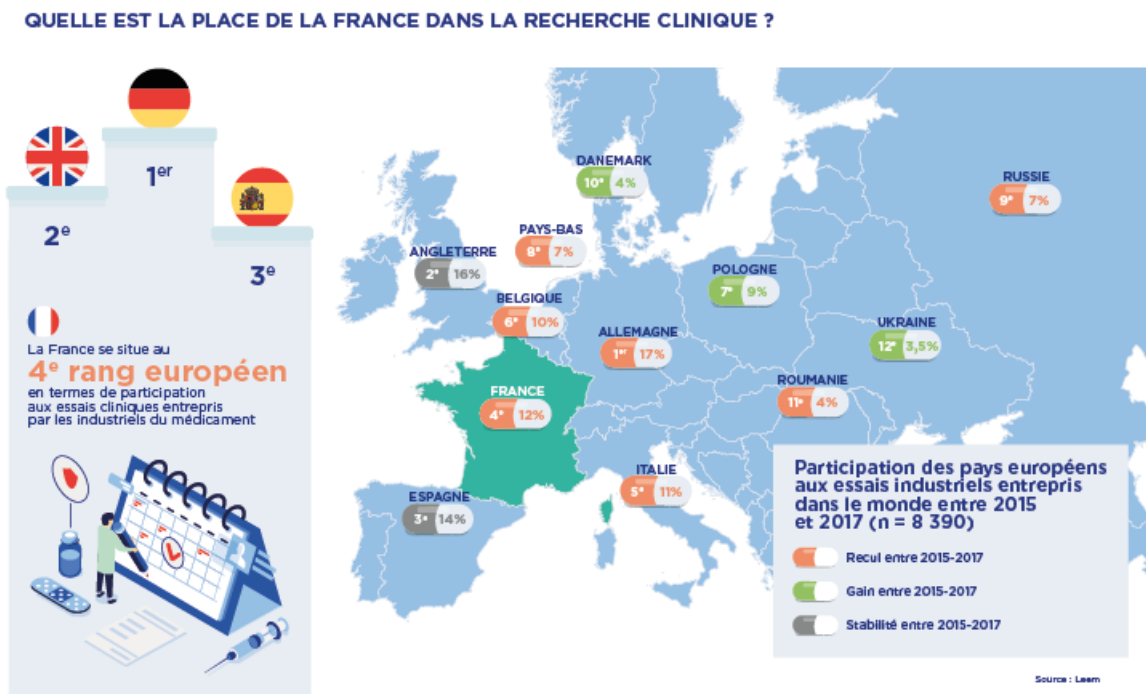 QUELLE EST LA PLACE DE LA FRANCE DANS LA RECHERCHE CLINIQUE ?
1er
2e
3e
La France se situe au
4e rang européen
en termes de participation
aux essais cliniques entrepris
par les industriels du médicament
DANEMARK
10e 4%
RUSSIE
9e 7%
PAYS-BAS
8e 7%
ANGLETERRE
2e 16%
POLOGNE
7e 9%
BELGIQUE
6e 10%
ALLEMAGNE
1er 17%
UKRAINE
12e 3,5%
FRANCE
4e 12%
ROUMANIE
11e 4%
ITALIE
5e 11%
ESPAGNE
3e 14%
Participation des pays européens
aux essais industriels entrepris
dans le monde entre 2015
et 2017 (n = 8 390)
Recul entre 2015-2017
Gain entre 2015-2017
Stabilité entre 2015-2017
Source : Leem